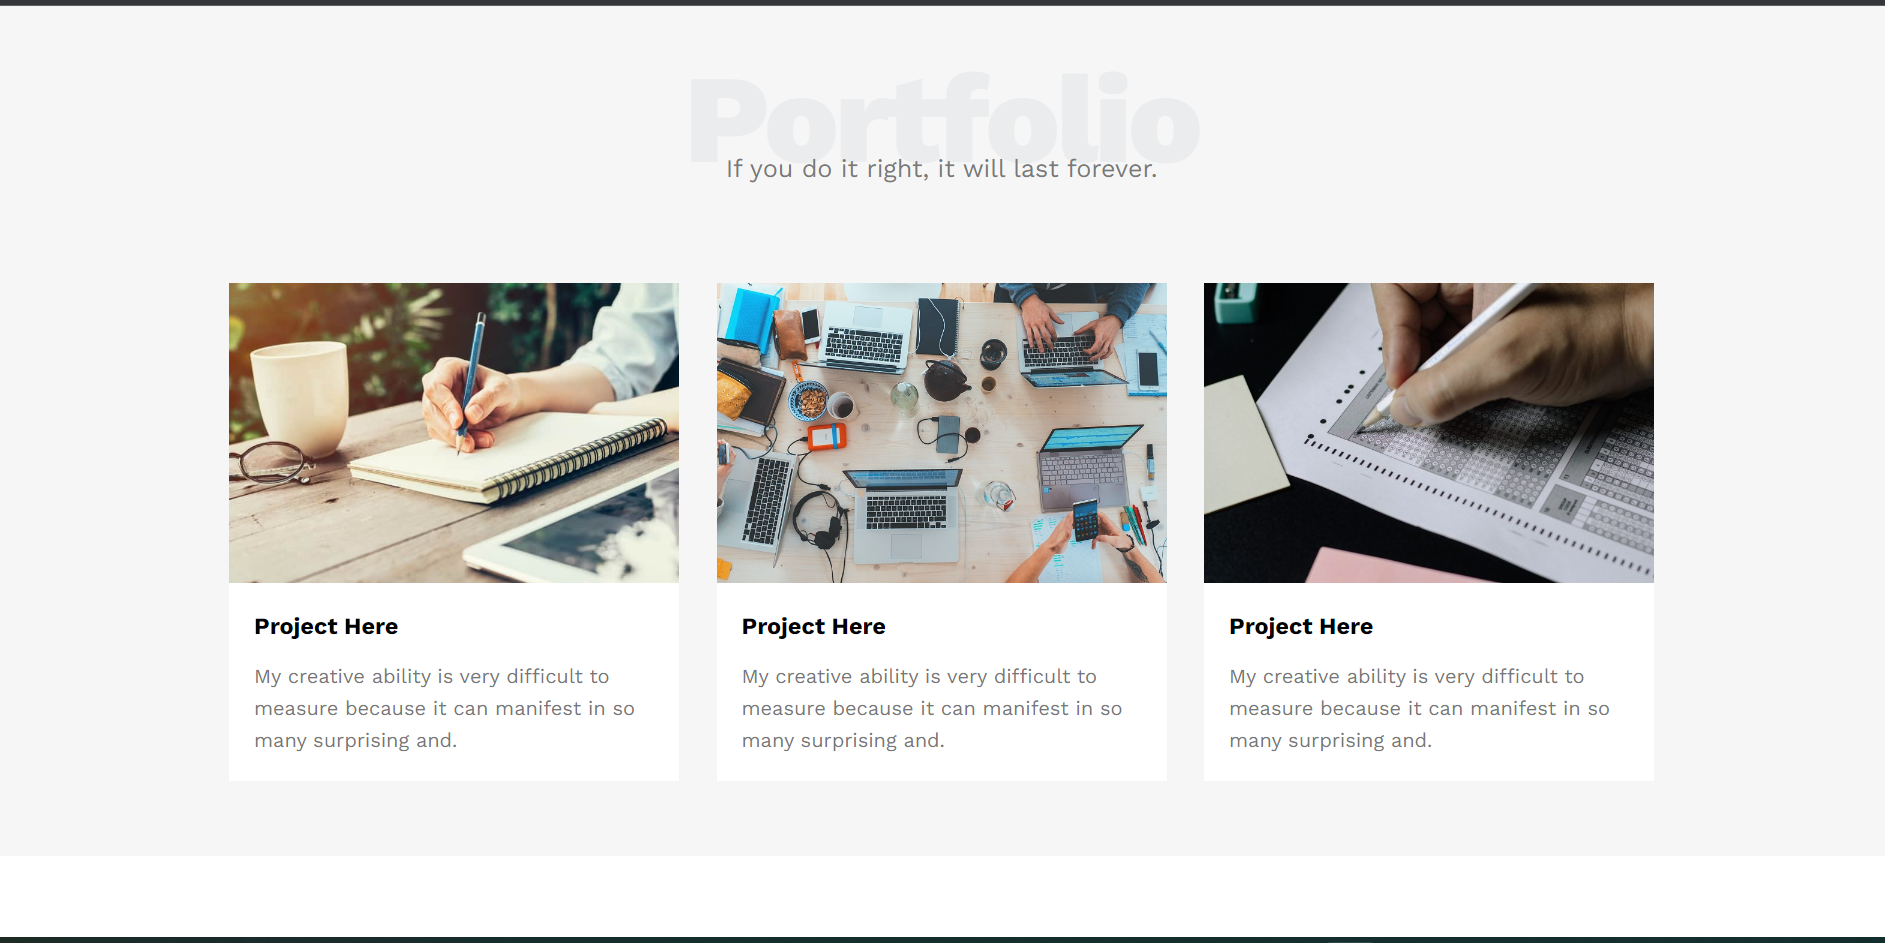 Portfolio
If you do it right, it will last forever.
Project Here
My creative ability is very difficult to
measure because it can manifest in so
many surprising and.
Project Here
My creative ability is very difficult to
measure because it can manifest in so
many surprising and.
Project Here
My creative ability is very difficult to
measure because it can manifest in so
many surprising and.